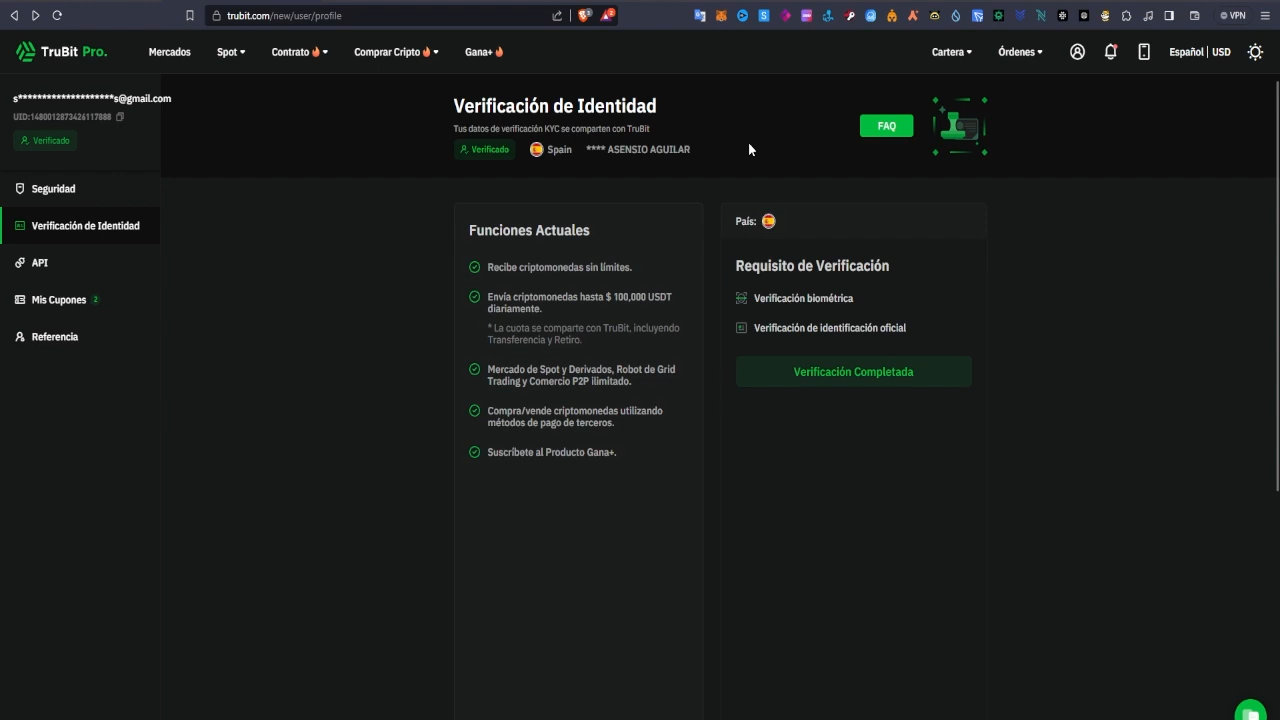 trubit.com/new/user/profile
VPN
TruBit Pro.
Mercados
Spot
Contrato
Comprar Cripto
Gana+
Cartera
Órdenes
Español | USD
s********************s@gmail.com
UID:1480012873426117888
Verificado
Seguridad
Verificación de Identidad
API
Mis Cupones 2
Referencia
Verificación de Identidad
Tus datos de verificación KYC se comparten con TruBit
Verificado Spain **** ASENSIO AGUILAR
FAQ
Funciones Actuales
Recibe criptomonedas sin límites.
Envía criptomonedas hasta $ 100,000 USDT
diariamente.
* La cuota se comparte con TruBit, incluyendo
Transferencia y Retiro.
Mercado de Spot y Derivados, Robot de Grid
Trading y Comercio P2P ilimitado.
Compra/vende criptomonedas utilizando
métodos de pago de terceros.
Suscríbete al Producto Gana+.
País:
Requisito de Verificación
Verificación biométrica
Verificación de identificación oficial
Verificación Completada